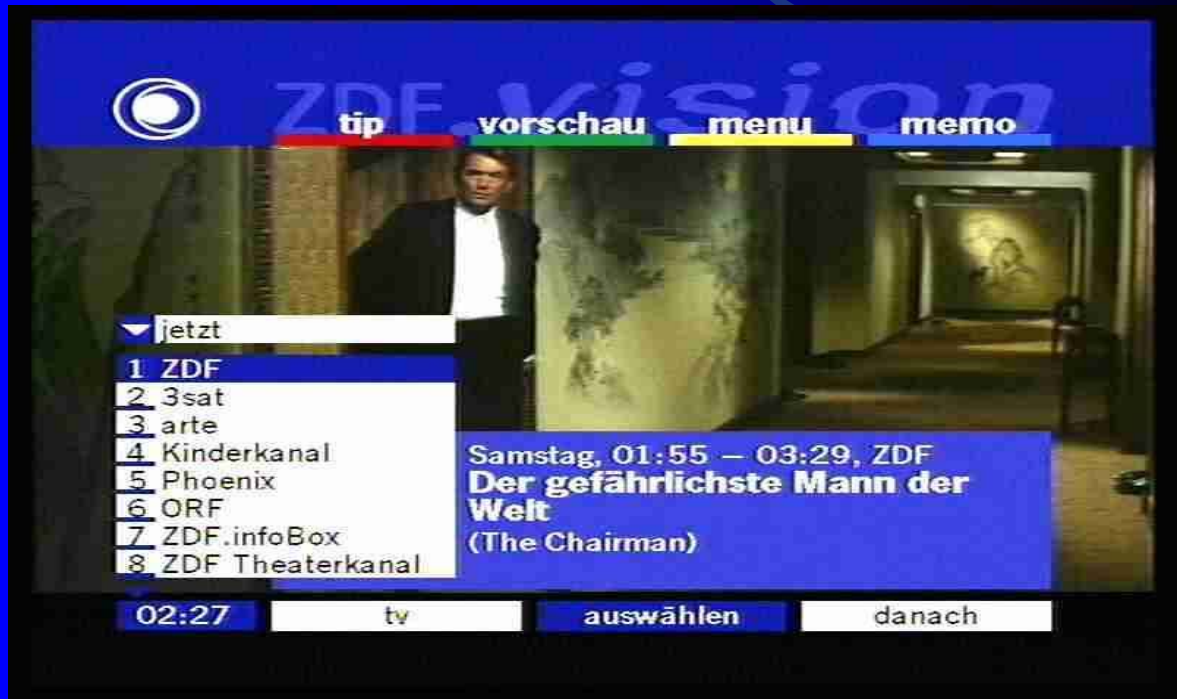 ZDF.vision
tip vorschau menu memo
jetzt
1 ZDF
2 3sat
3 arte
4 Kinderkanal
5 Phoenix
6 ORF
7 ZDF.infoBox
8 ZDF Theaterkanal
Samstag, 01:55 – 03:29, ZDF
Der gefährlichste Mann der
Welt
(The Chairman)
02:27 tv auswählen danach